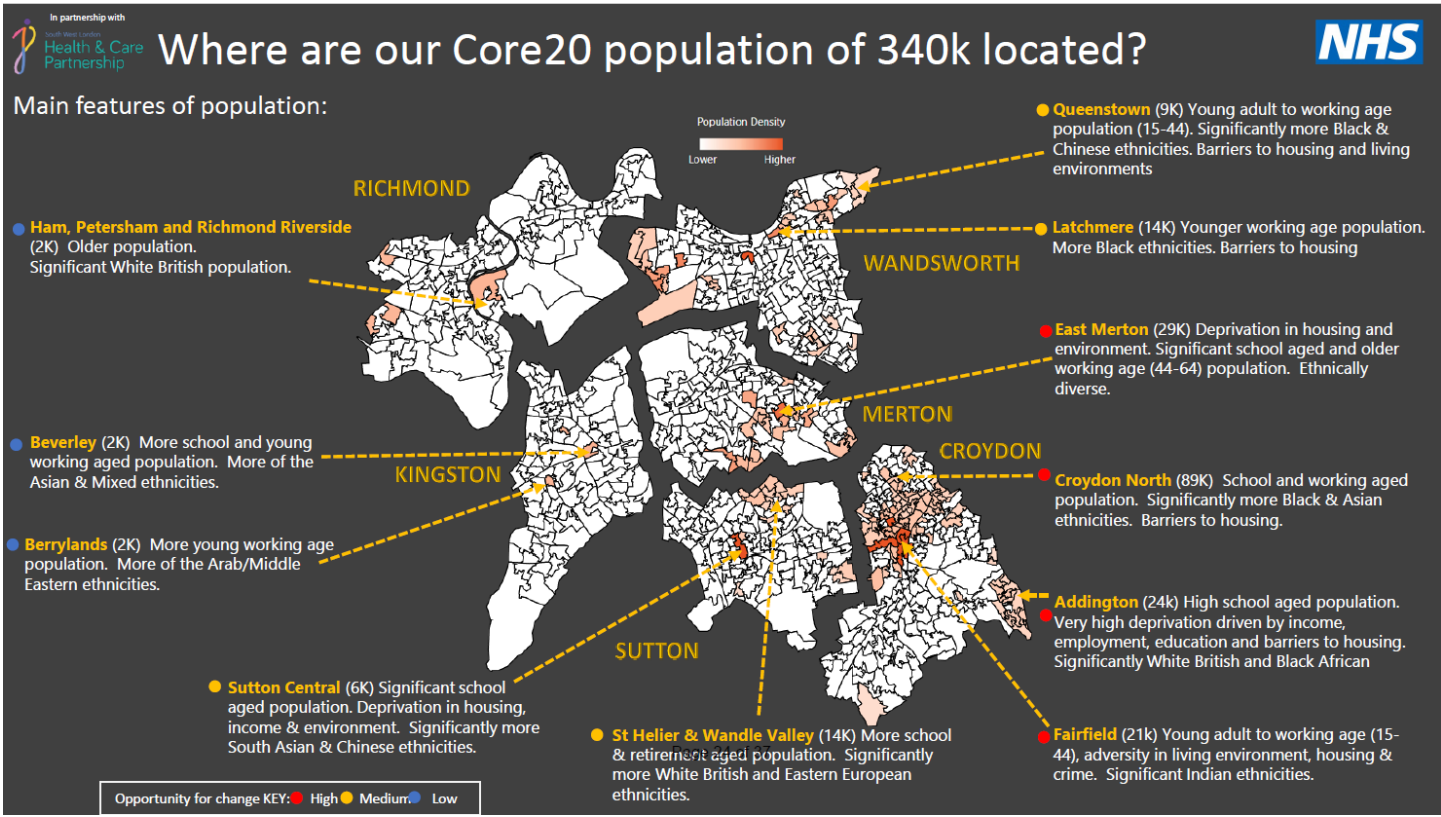 In partnership with
South West London
Health & Care
Partnership
Where are our Core20 population of 340k located?
NHS
Main features of population:
Population Density
Lower Higher
RICHMOND
WANDSWORTH
MERTON
CROYDON
KINGSTON
SUTTON
Ham, Petersham and Richmond Riverside
(2K) Older population.
Significant White British population.
Beverley (2K) More school and young
working aged population. More of the
Asian & Mixed ethnicities.
Berrylands (2K) More young working age
population. More of the Arab/Middle
Eastern ethnicities.
Sutton Central (6K) Significant school
aged population. Deprivation in housing,
income & environment. Significantly more
South Asian & Chinese ethnicities.
St Helier & Wandle Valley (14K) More school
& retirement aged population. Significantly
more White British and Eastern European
ethnicities.
Queenstown (9K) Young adult to working age
population (15-44). Significantly more Black &
Chinese ethnicities. Barriers to housing and living
environments
Latchmere (14K) Younger working age population.
More Black ethnicities. Barriers to housing
East Merton (29K) Deprivation in housing and
environment. Significant school aged and older
working age (44-64) population. Ethnically
diverse.
Croydon North (89K) School and working aged
population. Significantly more Black & Asian
ethnicities. Barriers to housing.
Addington (24k) High school aged population.
Very high deprivation driven by income,
employment, education and barriers to housing.
Significantly White British and Black African
Fairfield (21k) Young adult to working age (15-
44), adversity in living environment, housing &
crime. Significant Indian ethnicities.
Opportunity for change KEY: High Medium Low